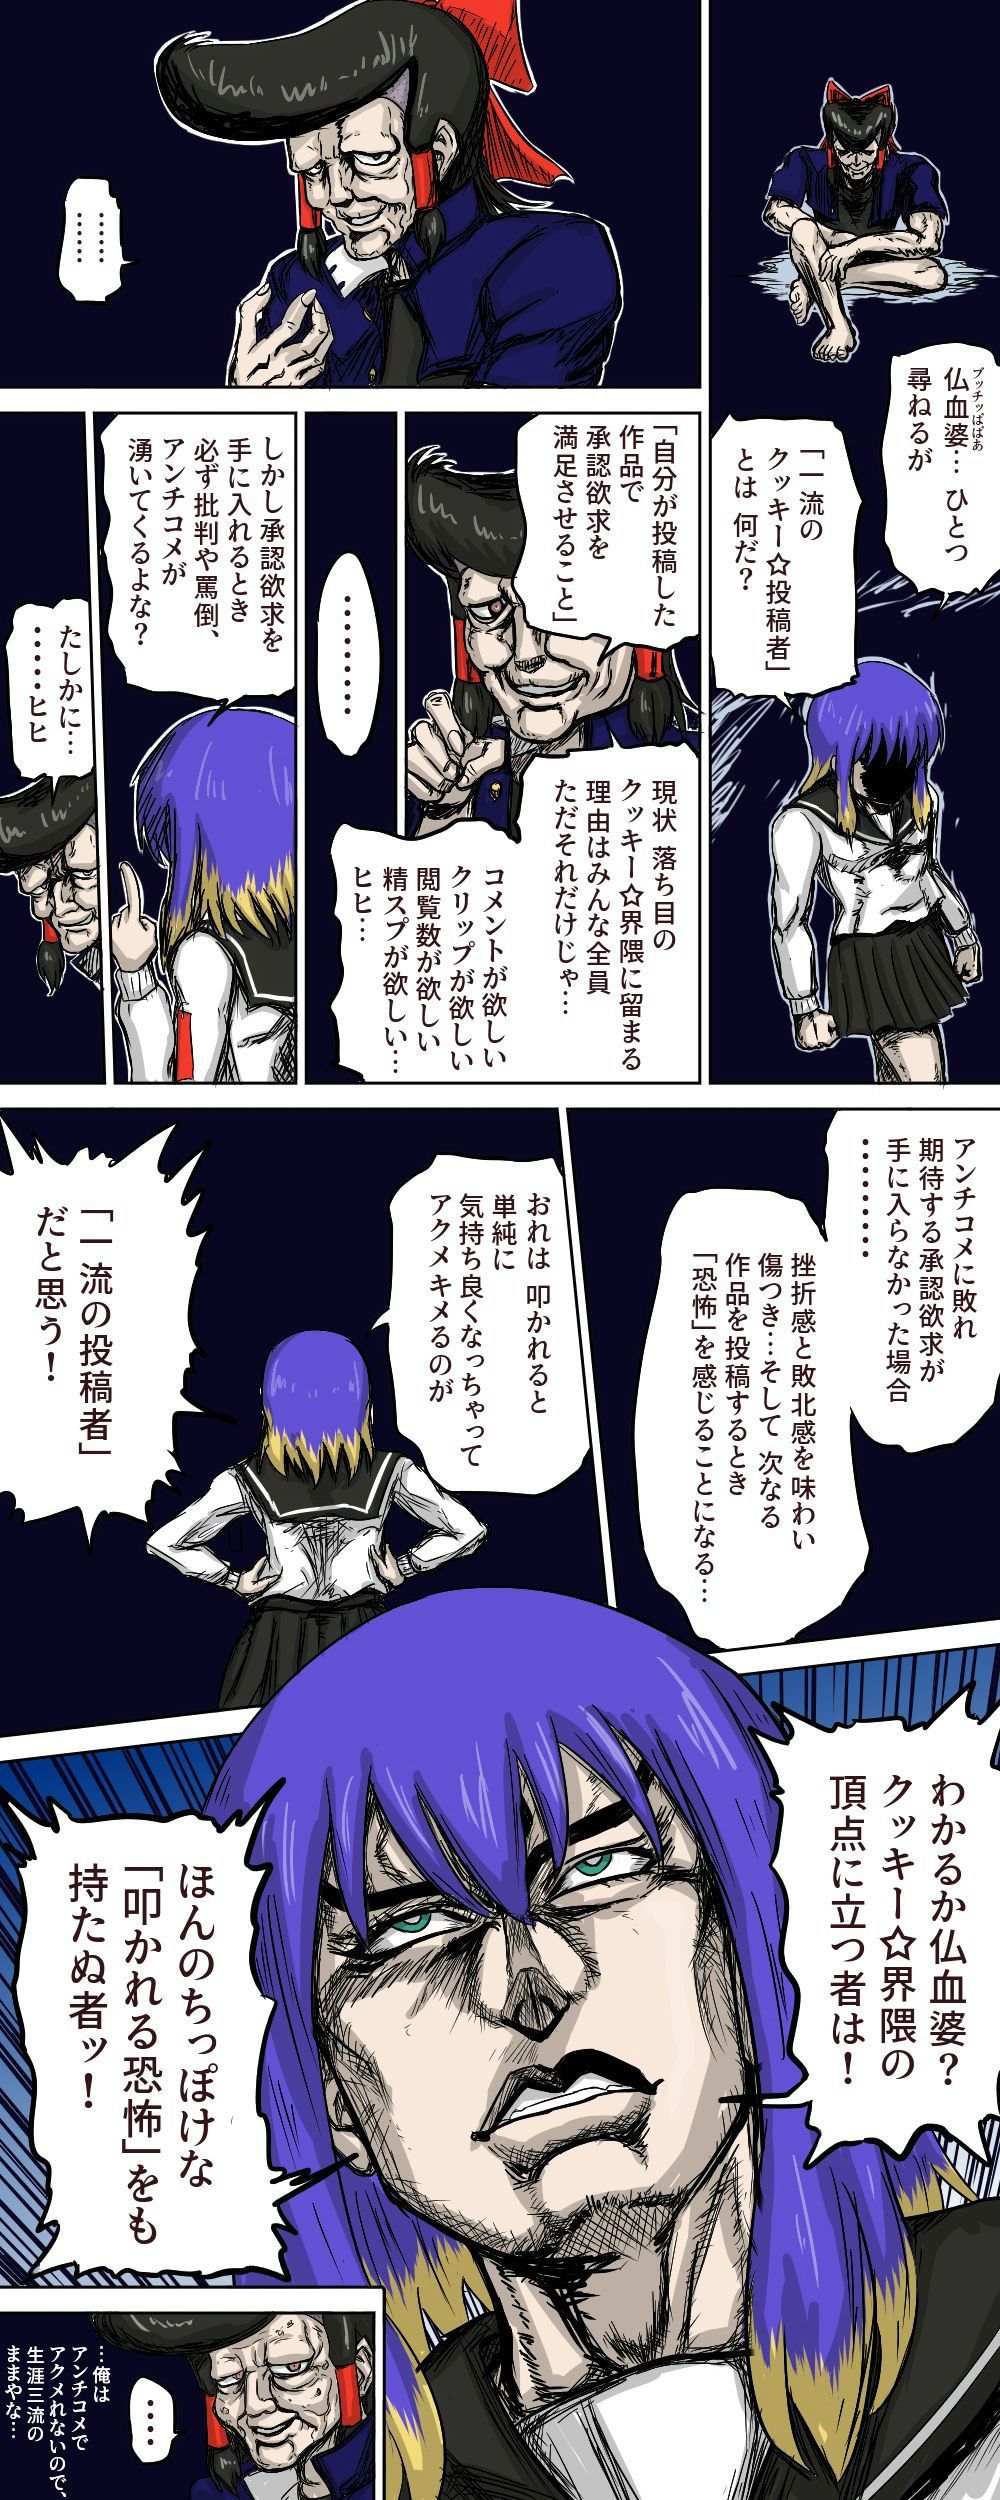 仏血婆… ひとつ
ブッチッばばあ
尋ねるが
「一流の
クッキー☆投稿者」
とは 何だ？
……
……
「自分が投稿した
作品で
承認欲求を
満足させること」
現状 落ち目の
クッキー☆界隈に留まる
理由はみんな全員
ただそれだけじゃ…
コメントが欲しい
クリップが欲しい
閲覧数が欲しい
精スプが欲しい…
ヒヒ…
………
しかし承認欲求を
手に入れるとき
必ず批判や罵倒、
アンチコメが
湧いてくるよな？
たしかに…
……ヒヒ
アンチコメに敗れ
期待する承認欲求が
手に入らなかった場合
………
挫折感と敗北感を味わい
傷つき…そして 次なる
作品を投稿するとき
「恐怖」を感じることになる…
おれは 叩かれると
単純に
気持ち良くなっちゃって
アクメキメるのが
「一流の投稿者」
だと思う！
わかるか仏血婆？
クッキー☆界隈の
頂点に立つ者は！
ほんのちっぽけな
「叩かれる恐怖」をも
持たぬ者ッ！
……
…俺は
アンチコメで
アクメれないので、
生涯三流の
ままやな…